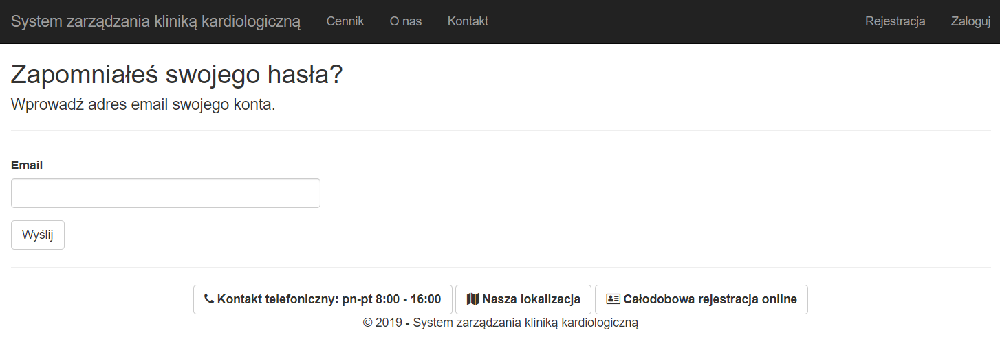 System zarządzania kliniką kardiologiczną Cennik O nas Kontakt Rejestracja Zaloguj
Zapomniałeś swojego hasła?
Wprowadź adres email swojego konta.
Email
Wyślij
Kontakt telefoniczny: pn-pt 8:00 - 16:00 Nasza lokalizacja Całodobowa rejestracja online
© 2019 - System zarządzania kliniką kardiologiczną